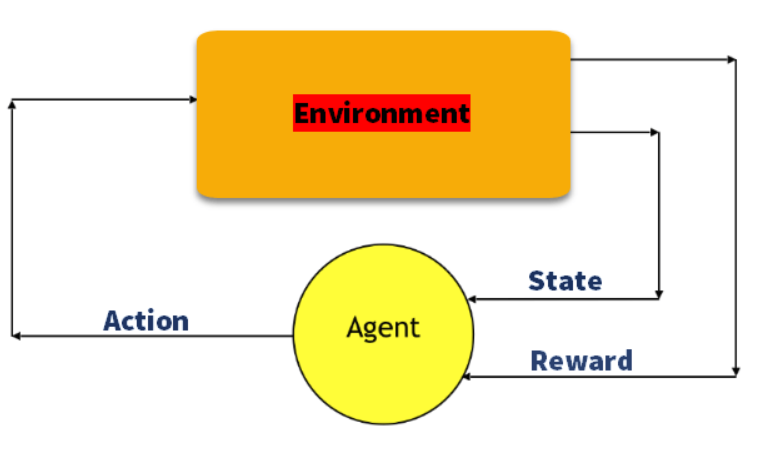 Environment
State
Action
Agent
Reward